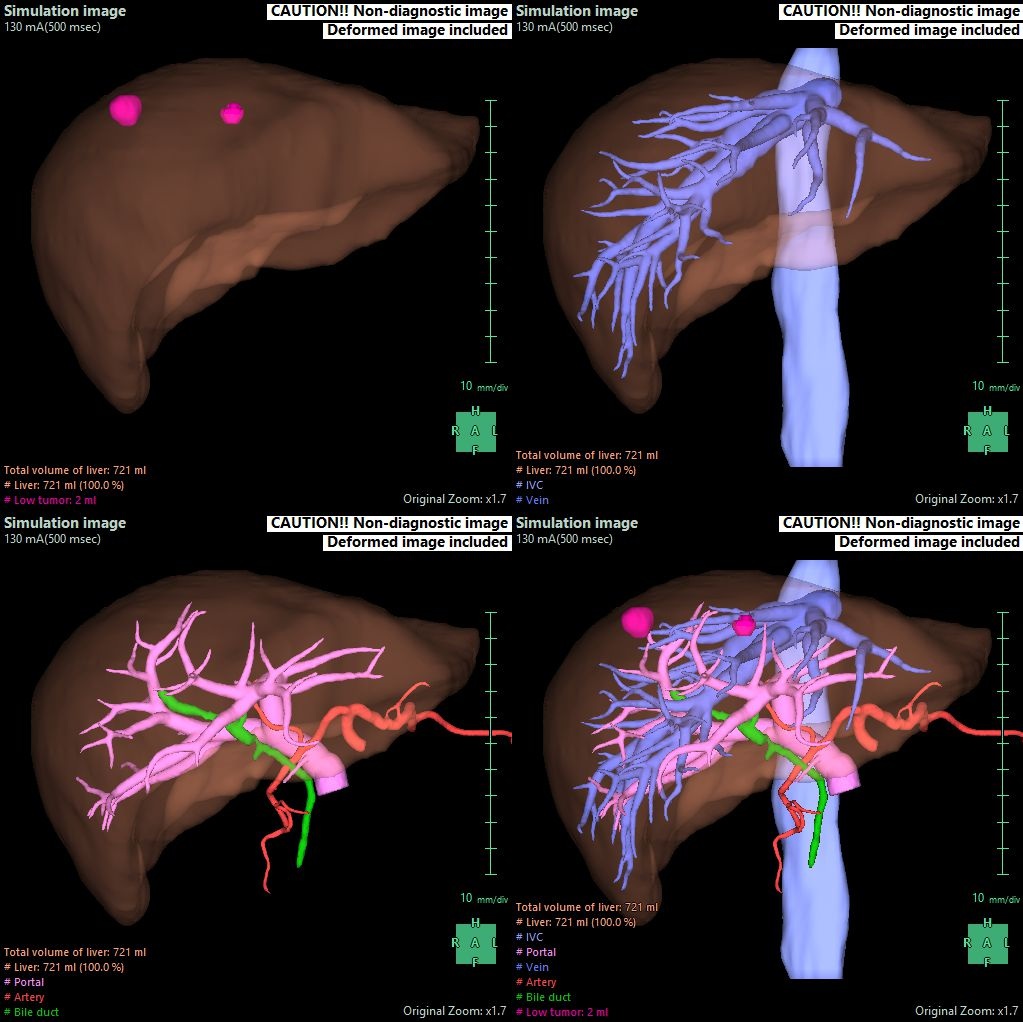 Simulation image
CAUTION!! Non-diagnostic image
130 mA(500 msec)
Deformed image included
10 mm/div
H
R A L
F
Total volume of liver: 721 ml
# Liver: 721 ml (100.0 %)
# Low tumor: 2 ml
Original Zoom: x1.7
Simulation image
CAUTION!! Non-diagnostic image
130 mA(500 msec)
Deformed image included
10 mm/div
H
R A L
F
Total volume of liver: 721 ml
# Liver: 721 ml (100.0 %)
# IVC
# Vein
Original Zoom: x1.7
Simulation image
CAUTION!! Non-diagnostic image
130 mA(500 msec)
Deformed image included
10 mm/div
H
R A L
F
Total volume of liver: 721 ml
# Liver: 721 ml (100.0 %)
# Portal
# Artery
# Bile duct
Original Zoom: x1.7
Simulation image
CAUTION!! Non-diagnostic image
130 mA(500 msec)
Deformed image included
10 mm/div
H
R A L
F
Total volume of liver: 721 ml
# Liver: 721 ml (100.0 %)
# IVC
# Portal
# Vein
# Artery
# Bile duct
# Low tumor: 2 ml
Original Zoom: x1.7